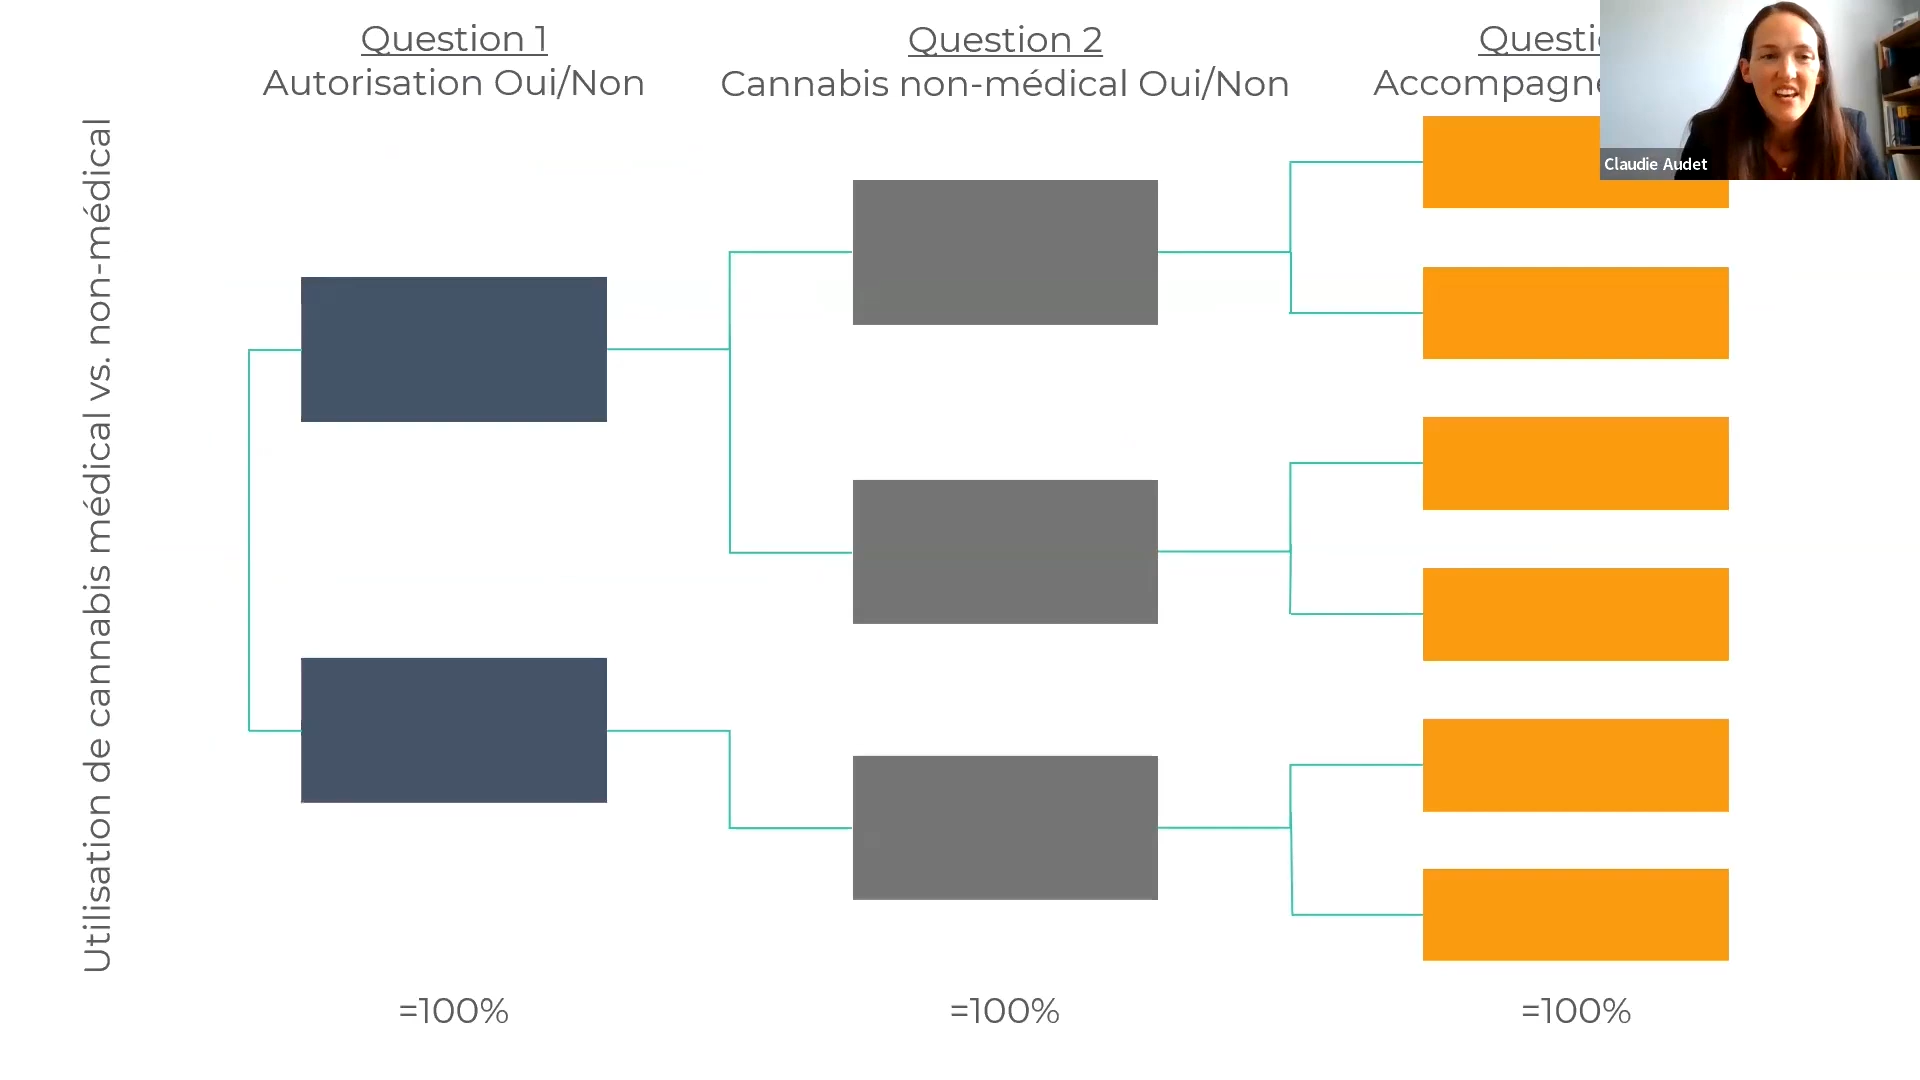 Question 1
Autorisation Oui/Non
Question 2
Cannabis non-médical Oui/Non
Questi
Accompagne
Claudie Audet
Utilisation de cannabis médical vs. non-médical
=100%
=100%
=100%